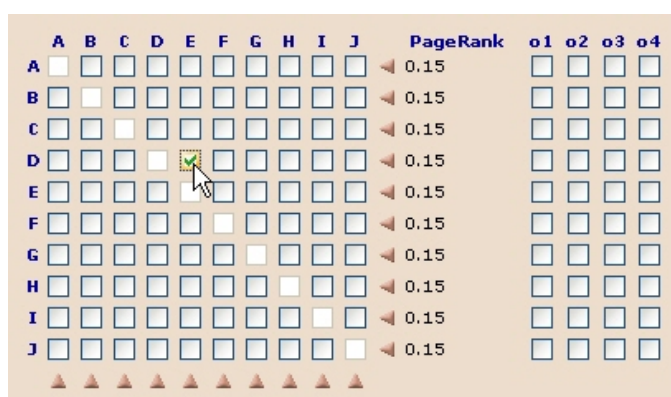 A B C D E F G H I J PageRank o1 o2 o3 o4
A 0.15
B 0.15
C 0.15
D 0.15
E 0.15
F 0.15
G 0.15
H 0.15
I 0.15
J 0.15